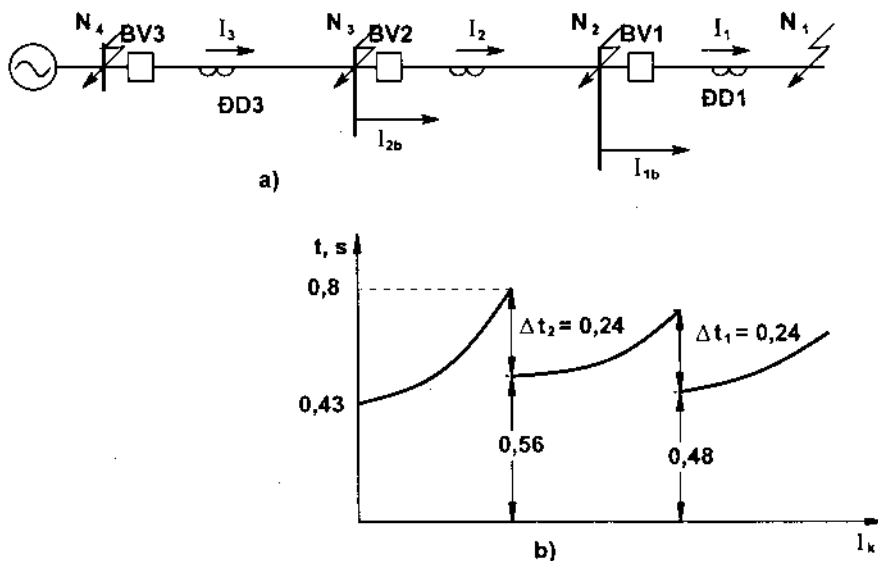 N₄ BV3 I₃ N₃ BV2 I₂ N₂ BV1 I₁ N₁
ĐD3 ĐD1
I₂b
I₁b
a)
t, s
0,8
Δt₂ = 0,24
Δt₁ = 0,24
0,43
0,56
0,48
I_k
b)